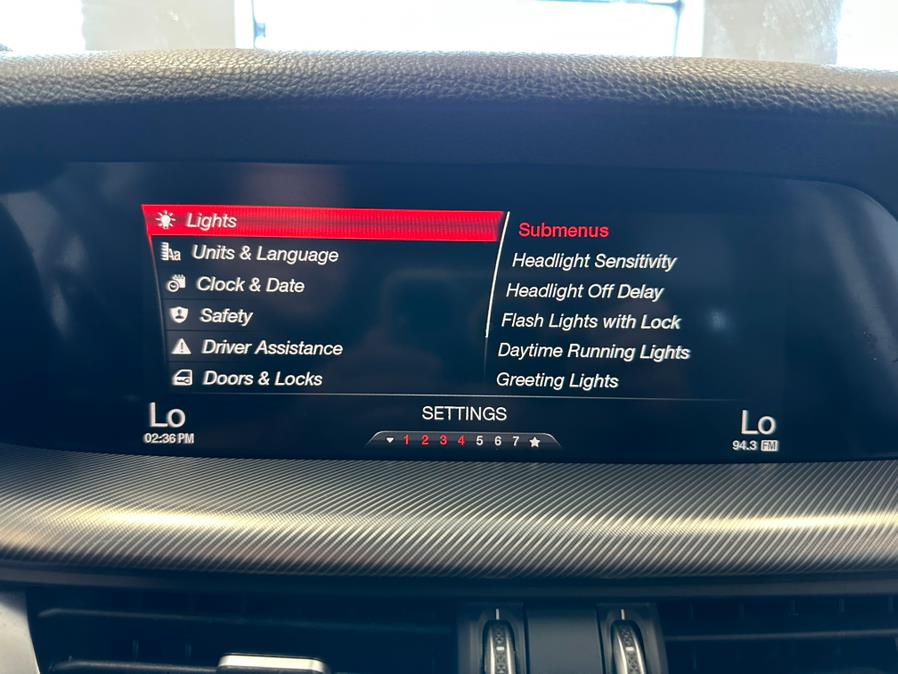 Lights
Units & Language
Clock & Date
Safety
Driver Assistance
Doors & Locks
Submenus
Headlight Sensitivity
Headlight Off Delay
Flash Lights with Lock
Daytime Running Lights
Greeting Lights
Lo
02:36 PM
SETTINGS
1 2 3 4 5 6 7
Lo
94.3 FM